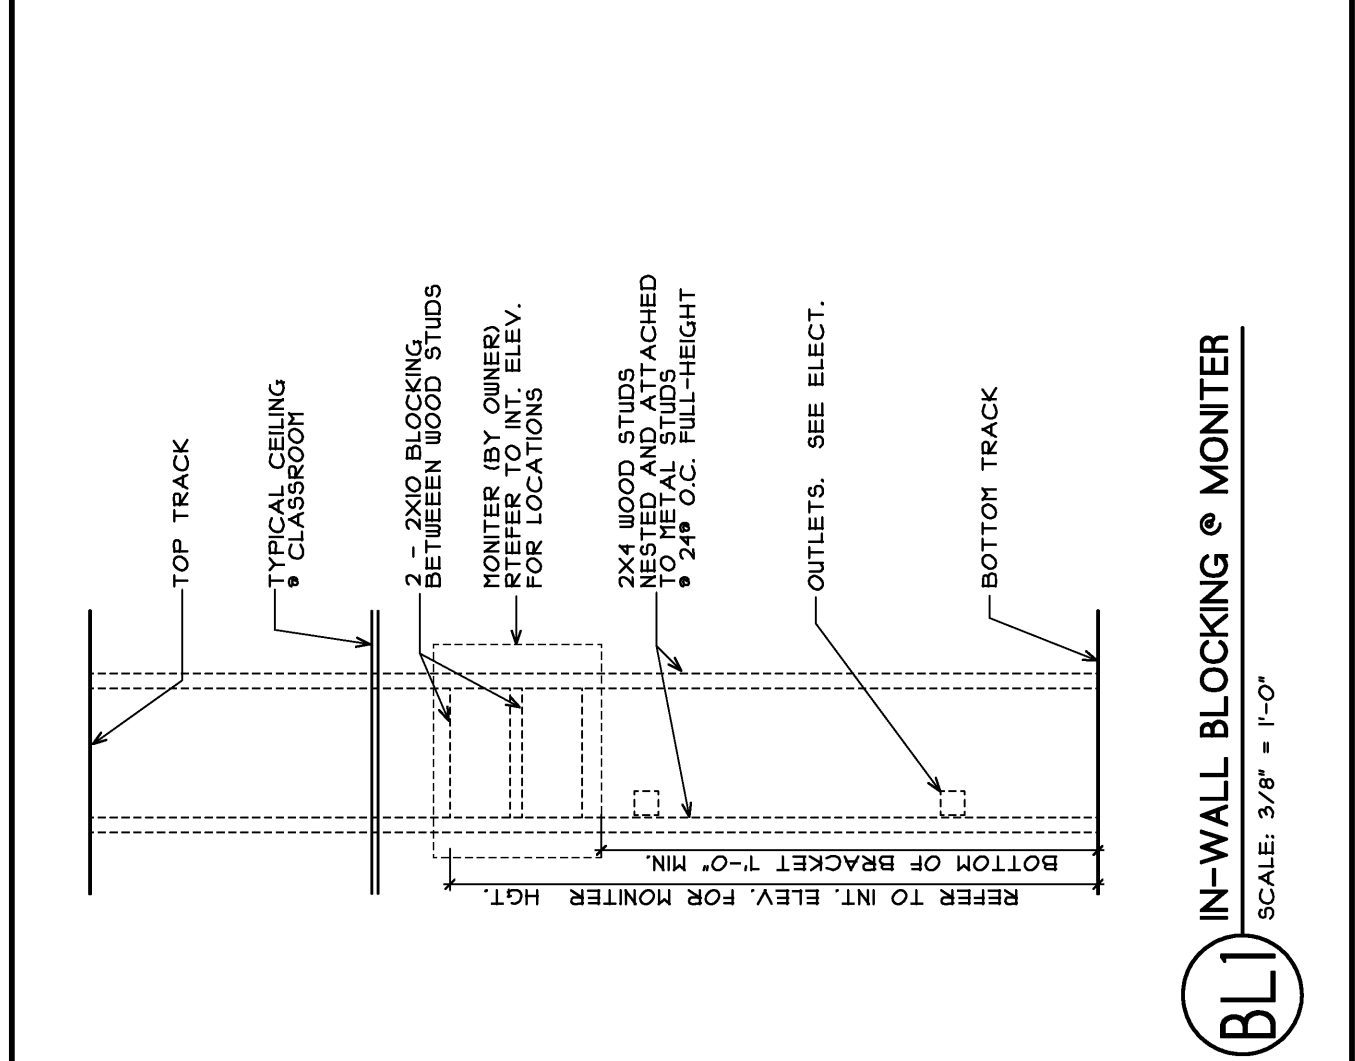 TOP TRACK
TYPICAL CEILING
@ CLASSROOM
2 - 2X10 BLOCKING
BETWEEEN WOOD STUDS
MONITER (BY OWNER)
RTEFER TO INT. ELEV.
FOR LOCATIONS
2X4 WOOD STUDS
NESTED AND ATTACHED
TO METAL STUDS
@ 24@ O.C. FULL-HEIGHT
OUTLETS. SEE ELECT.
BOTTOM TRACK
BOTTOM OF BRACKET 7'-0" MIN.
REFER TO INT. ELEV. FOR MONITER HGT.
BL1
IN-WALL BLOCKING @ MONITER
SCALE: 3/8" = 1'-0"